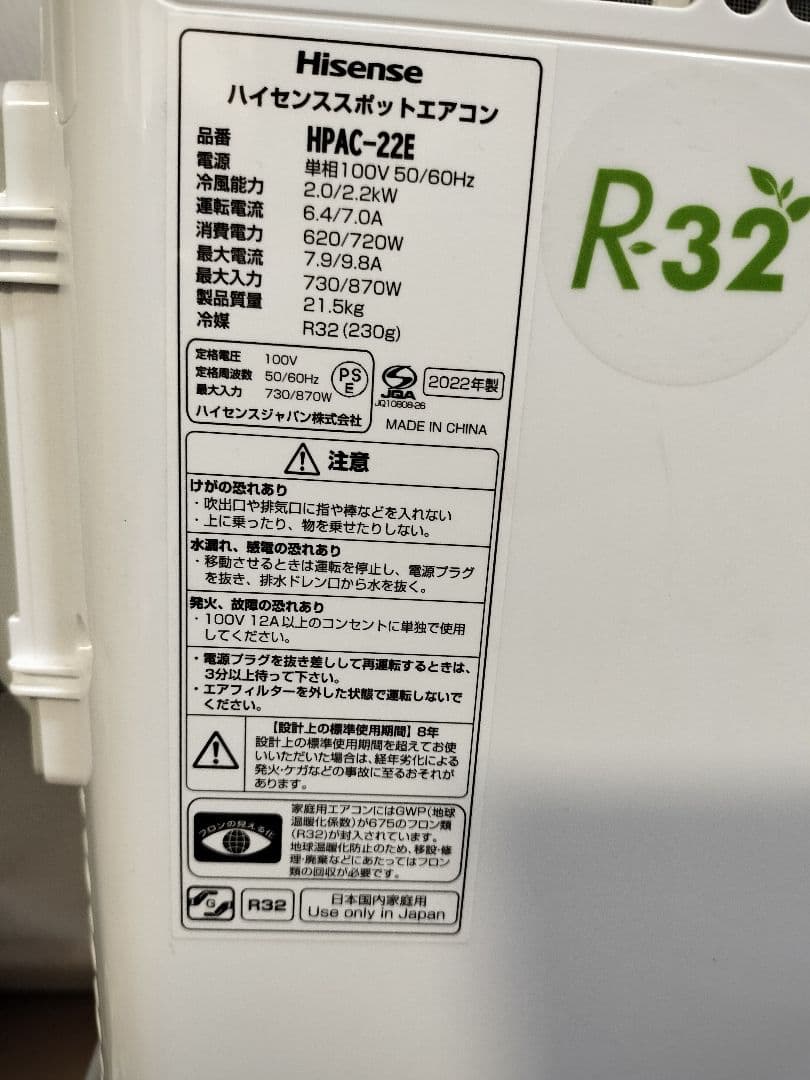 Hisense
ハイセンススポットエアコン
品番 HPAC-22E
電源 単相100V 50/60Hz
冷風能力 2.0/2.2kW
運転電流 6.4/7.0A
消費電力 620/720W
最大電流 7.9/9.8A
最大入力 730/870W
製品質量 21.5kg
冷媒 R32(230g)
定格電圧 100V
定格周波数 50/60Hz
最大入力 730/870W
ハイセンスジャパン株式会社
PS
E
JQA
JQ10808-26
2022年製
MADE IN CHINA
注意
けがの恐れあり
・吹出口や排気口に指や棒などを入れない
・上に乗ったり、物を乗せたりしない。
水漏れ、感電の恐れあり
・移動させるときは運転を停止し、電源プラグ
を抜き、排水ドレン口から水を抜く。
発火、故障の恐れあり
・100V 12A以上のコンセントに単独で使用
してください。
・電源プラグを抜き差しして再運転するときは、
3分以上待って下さい。
・エアフィルターを外した状態で運転しないで
ください。
【設計上の標準使用期間】8年
設計上の標準使用期間を超えてお使
いいただいた場合は、経年劣化による
発火・ケガなどの事故に至るおそれが
あります。
フロンの見える化
家庭用エアコンにはGWP(地球
温暖化係数)が675のフロン類
(R32)が封入されています。
地球温暖化防止のため、移設・修
理・廃棄などにあたってはフロン
類の回収が必要です。
G
R32
日本国内家庭用
Use only in Japan
R-32